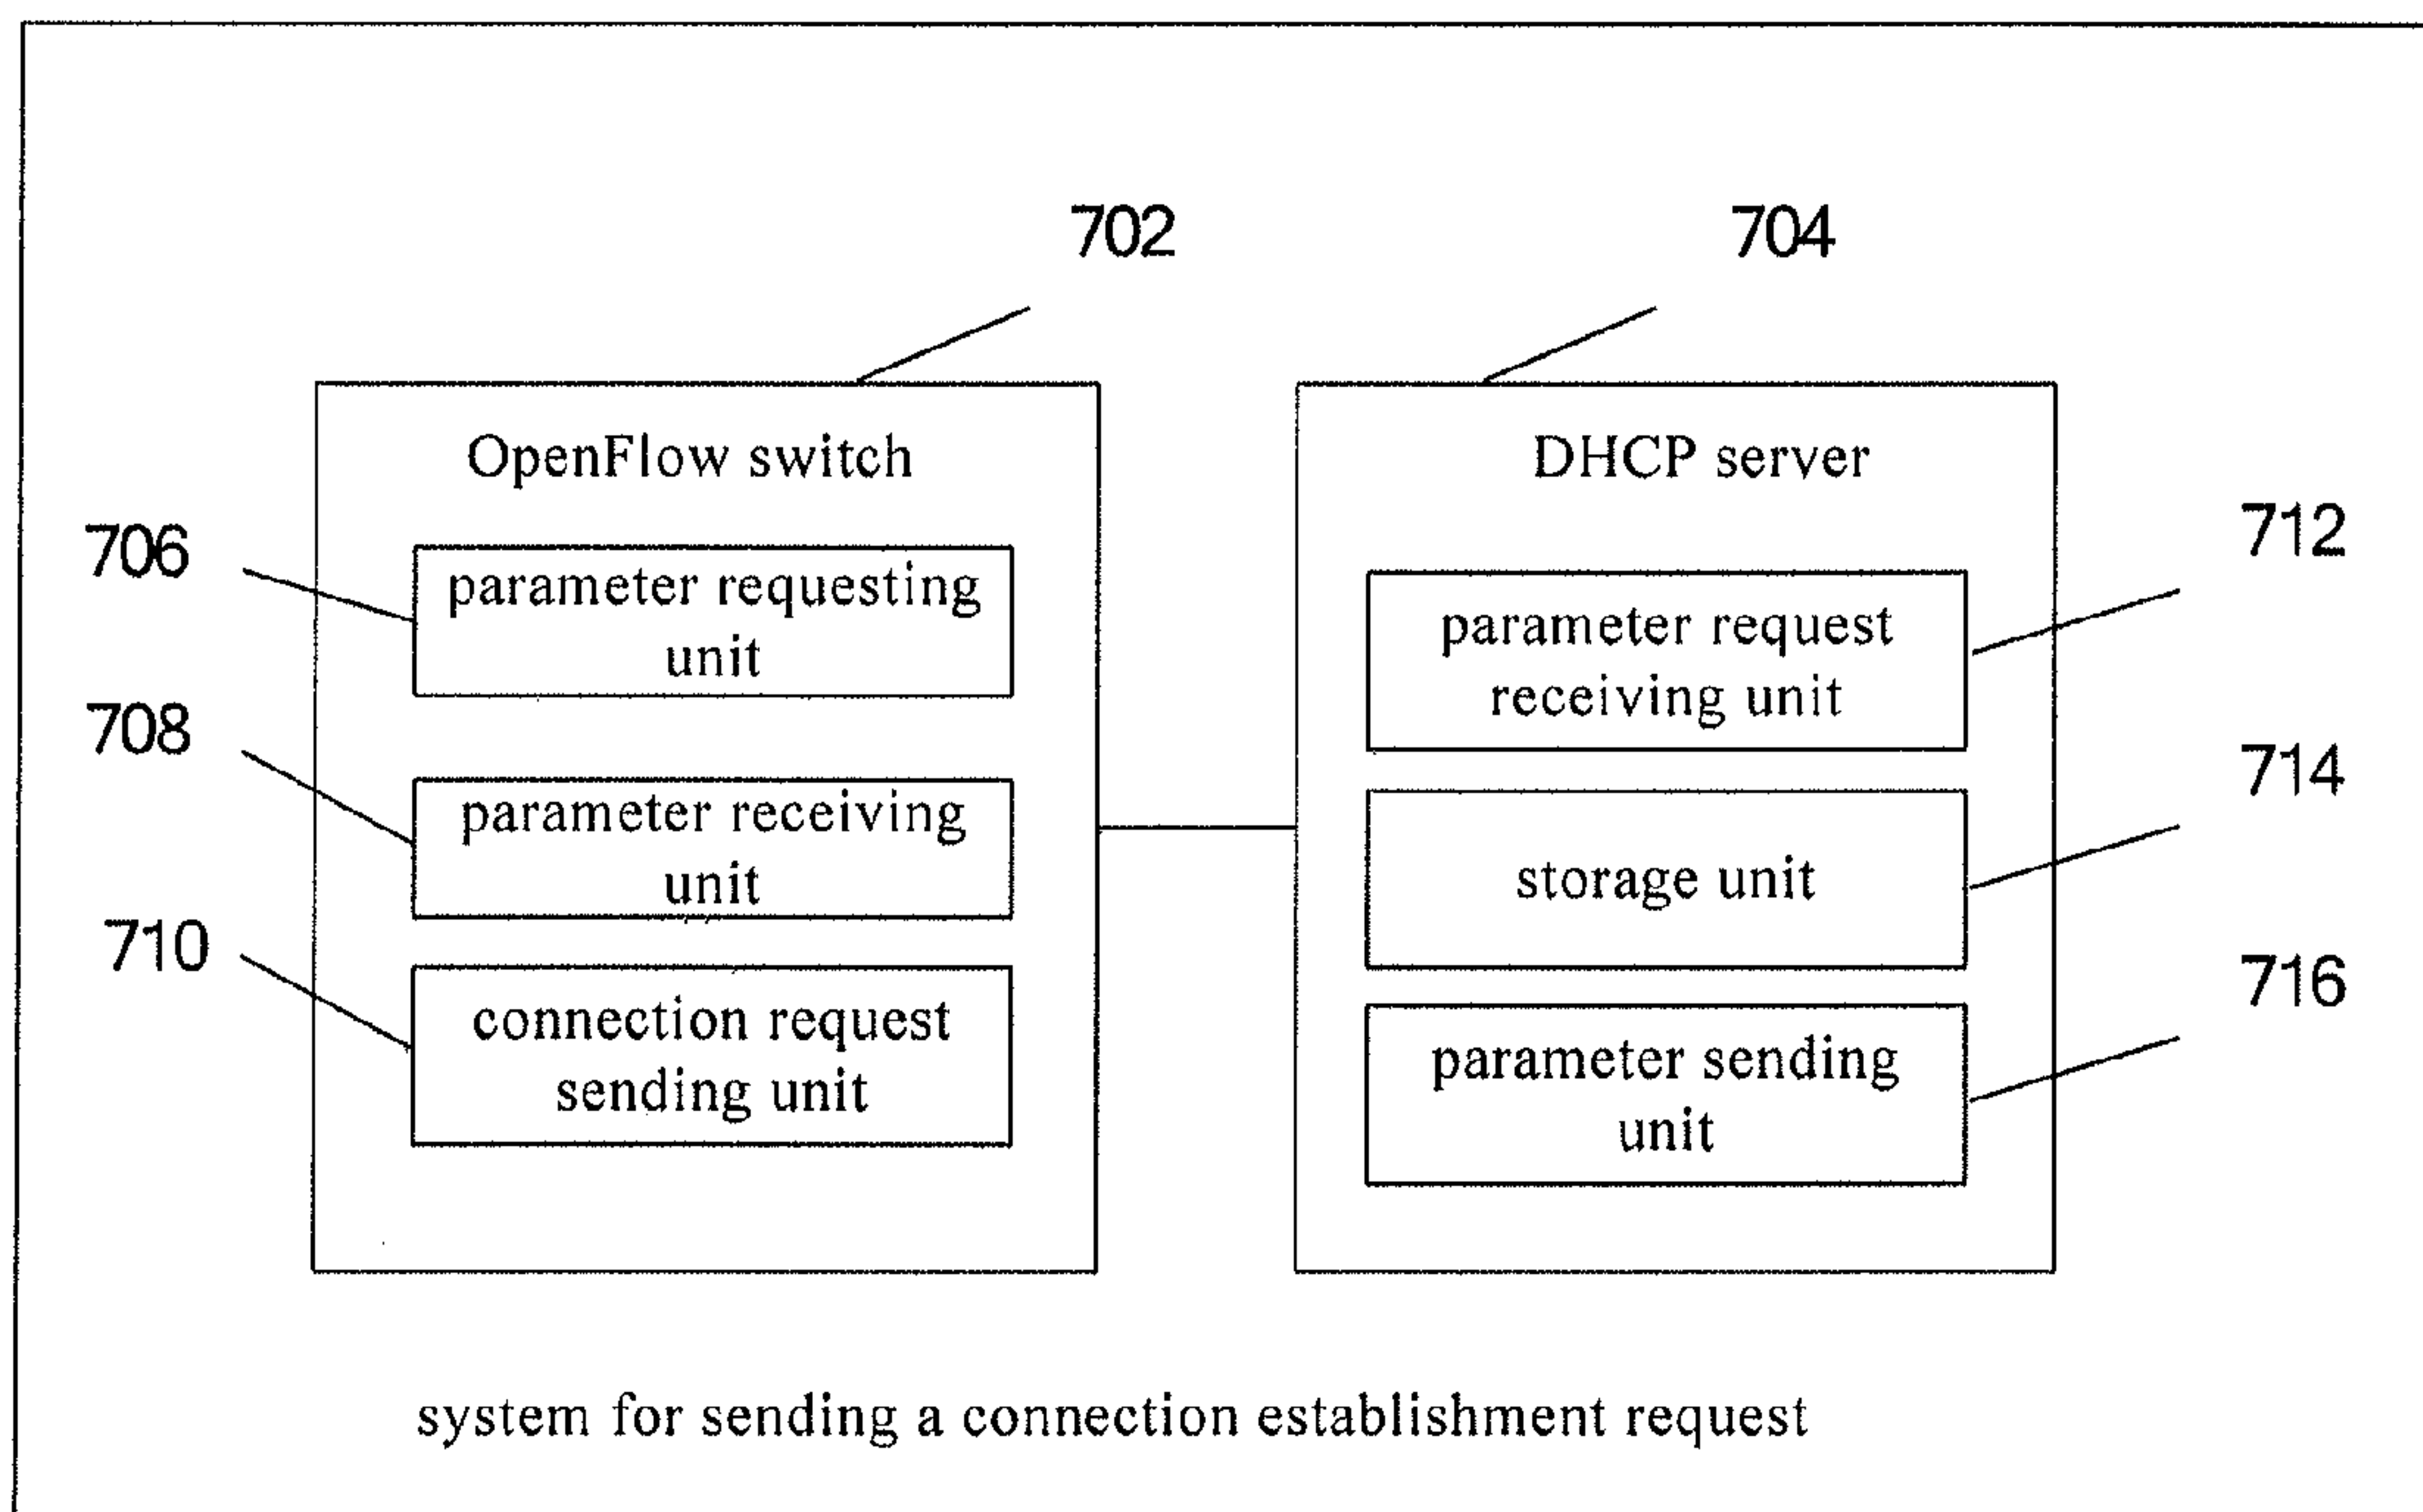 702
704
OpenFlow switch
DHCP server
706
parameter requesting
unit
712
parameter request
receiving unit
708
parameter receiving
unit
714
storage unit
710
connection request
sending unit
716
parameter sending
unit
system for sending a connection establishment request